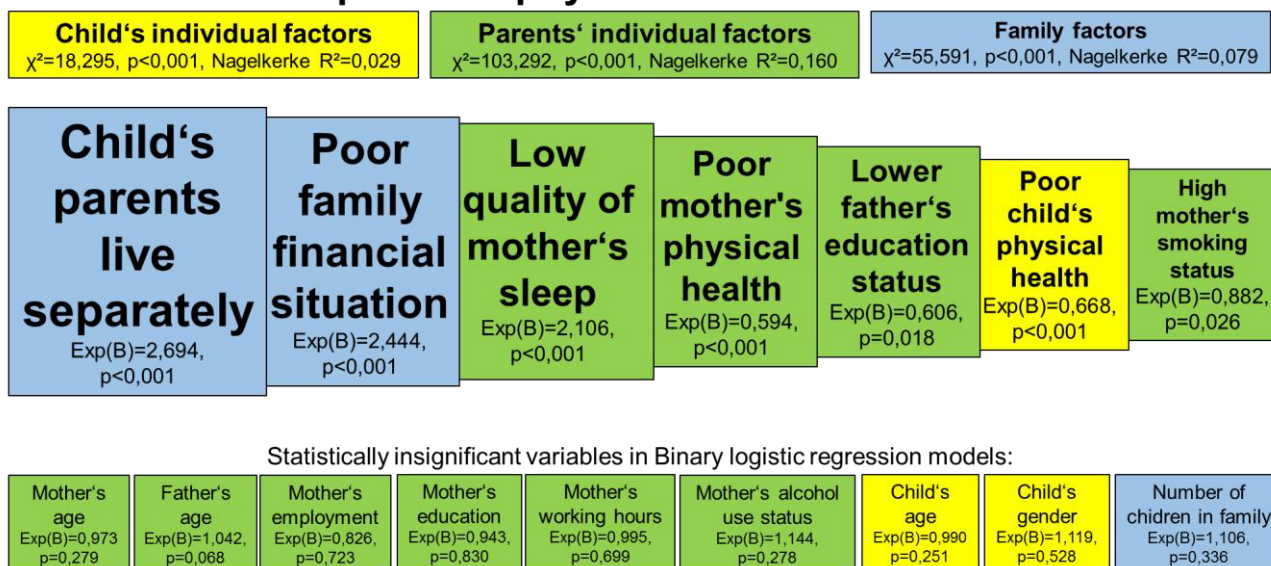 Child's individual factors
χ²=18,295, p<0,001, Nagelkerke R²=0,029
Parents‘ individual factors
χ²=103,292, p<0,001, Nagelkerke R²=0,160
Family factors
χ²=55,591, p<0,001, Nagelkerke R²=0,079
Child‘s
parents
live
separately
Exp(B)=2,694,
p<0,001
Poor
family
financial
situation
Exp(B)=2,444,
p<0,001
Low
quality of
mother‘s
sleep
Exp(B)=2,106,
p<0,001
Poor
mother's
physical
health
Exp(B)=0,594,
p<0,001
Lower
father‘s
education
status
Exp(B)=0,606,
p=0,018
Poor
child‘s
physical
health
Exp(B)=0,668,
p<0,001
High
mother‘s
smoking
status
Exp(B)=0,882,
p=0,026
Statistically insignificant variables in Binary logistic regression models:
Mother‘s
age
Exp(B)=0,973
p=0,279
Father‘s
age
Exp(B)=1,042,
p=0,068
Mother‘s
employment
Exp(B)=0,826,
p=0,723
Mother‘s
education
Exp(B)=0,943,
p=0,830
Mother‘s
working hours
Exp(B)=0,995,
p=0,699
Mother‘s alcohol
use status
Exp(B)=1,144,
p=0,278
Child‘s
age
Exp(B)=0,990
p=0,251
Child‘s
gender
Exp(B)=1,119,
p=0,528
Number of
chidren in family
Exp(B)=1,106,
p=0,336